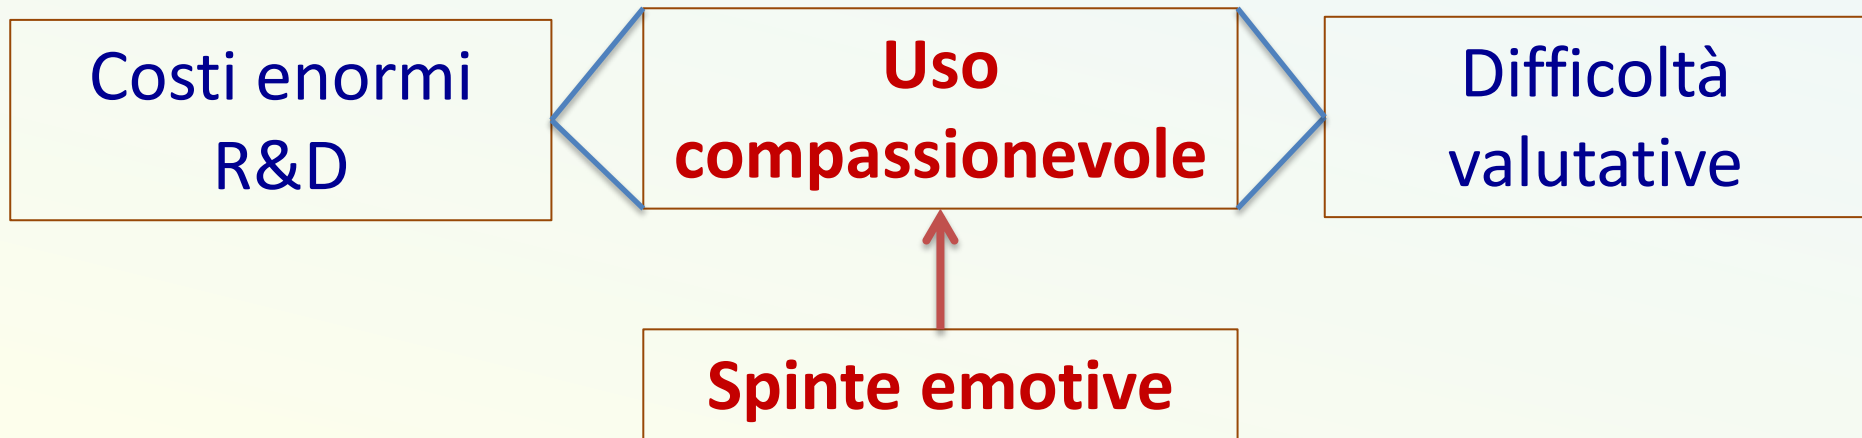 Costi enormi
R&D
Uso
compassionevole
Difficoltà
valutative
Spinte emotive